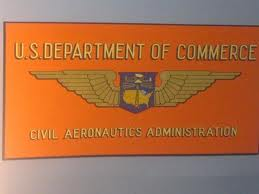 U.S. DEPARTMENT OF COMMERCE
CIVIL AERONAUTICS ADMINISTRATION